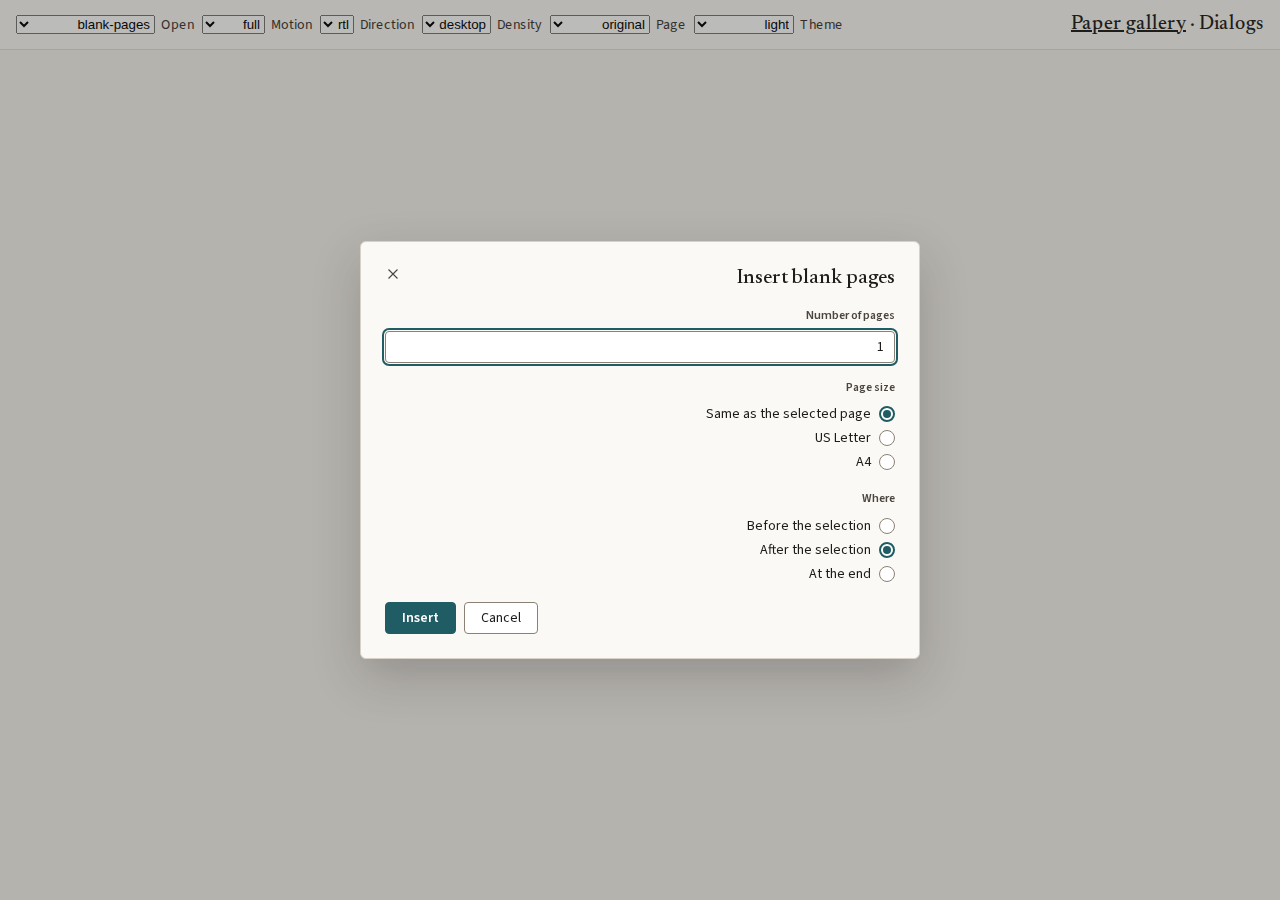 Paper gallery · Dialogs
Theme light Page original Density desktop Direction rtl Motion full Open blank-pages
Insert blank pages
Number of pages
1
Page size
Same as the selected page
US Letter
A4
Where
Before the selection
After the selection
At the end
Cancel
Insert